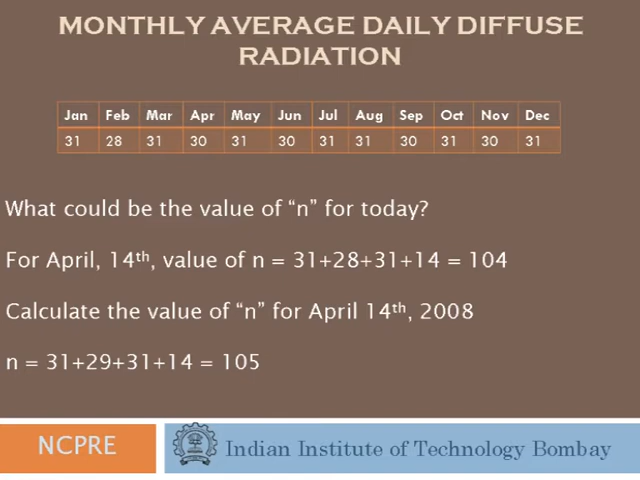 MONTHLY AVERAGE DAILY DIFFUSE
RADIATION
Jan Feb Mar Apr May Jun Jul Aug Sep Oct Nov Dec
31 28 31 30 31 30 31 31 30 31 30 31
What could be the value of “n” for today?
For April, 14th, value of n = 31+28+31+14 = 104
Calculate the value of “n” for April 14th, 2008
n = 31+29+31+14 = 105
NCPRE
Indian Institute of Technology Bombay